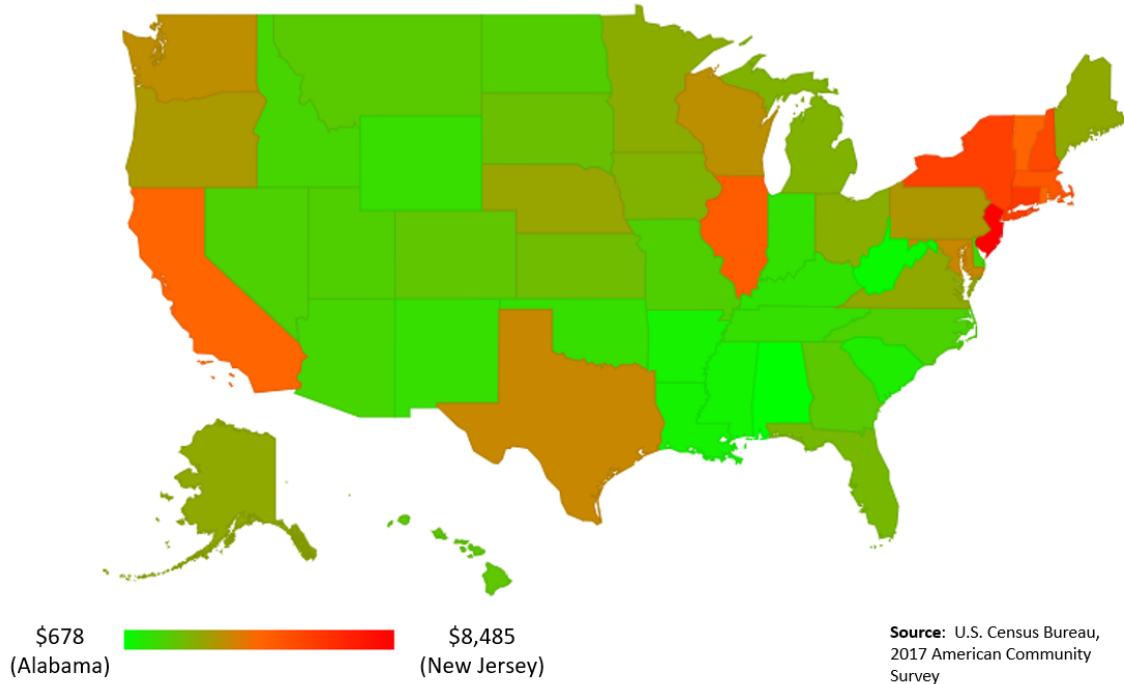 $678
(Alabama)
$8,485
(New Jersey)
Source: U.S. Census Bureau,
2017 American Community
Survey